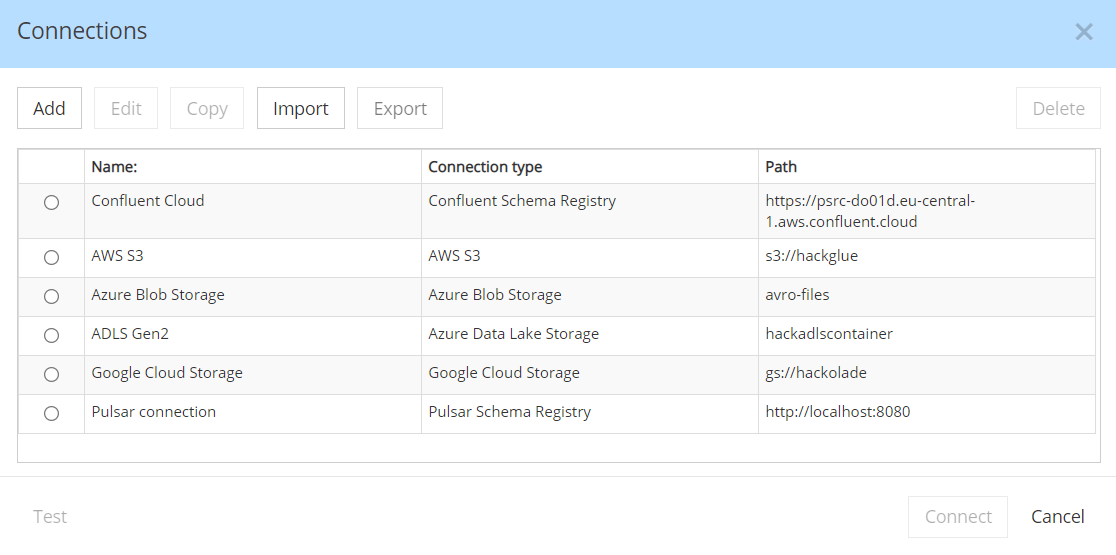 Connections
Add Edit Copy Import Export Delete
Name: Connection type Path
Confluent Cloud Confluent Schema Registry https://psrc-do01d.eu-central-
1.aws.confluent.cloud
AWS S3 AWS S3 s3://hackglue
Azure Blob Storage Azure Blob Storage avro-files
ADLS Gen2 Azure Data Lake Storage hackadlscontainer
Google Cloud Storage Google Cloud Storage gs://hackolade
Pulsar connection Pulsar Schema Registry http://localhost:8080
Test Connect Cancel